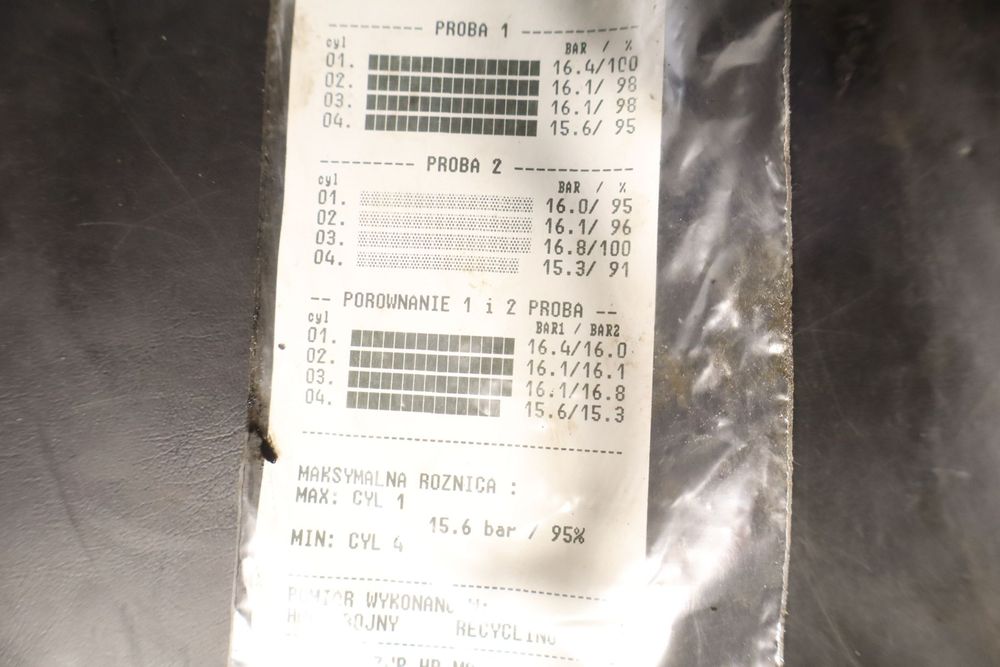 --------- PROBA 1 ---------
cyl BAR / %
01. 16.4/100
02. 16.1/ 98
03. 16.1/ 98
04. 15.6/ 95
--------- PROBA 2 ------------
cyl BAR / %
01. 16.0/ 95
02. 16.1/ 96
03. 16.8/100
04. 15.3/ 91
-- POROWNANIE 1 i 2 PROBA --
cyl BAR1 / BAR2
01. 16.4/16.0
02. 16.1/16.1
03. 16.1/16.8
04. 15.6/15.3
MAKSYMALNA ROZNICA :
MAX: CYL 1
15.6 bar / 95%
MIN: CYL 4
POMIAR WYKONANO
RECYCLING